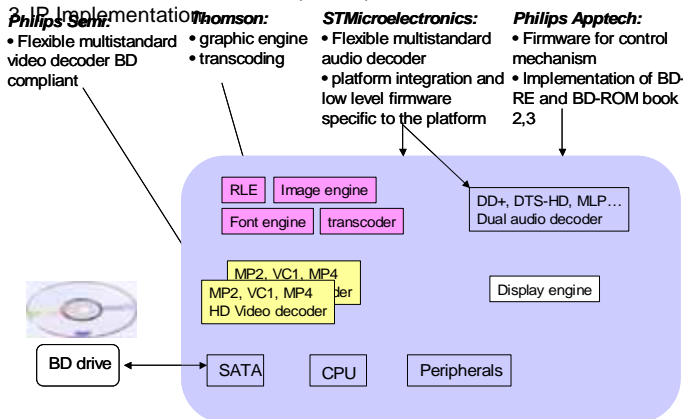 3 IP Implementation
Philips Semi:
• Flexible multistandard
video decoder BD
compliant
Thomson:
• graphic engine
• transcoding
STMicroelectronics:
• Flexible multistandard
audio decoder
• platform integration and
low level firmware
specific to the platform
Philips Apptech:
• Firmware for control
mechanism
• Implementation of BD-
RE and BD-ROM book
2,3
RLE
Image engine
Font engine
transcoder
DD+, DTS-HD, MLP…
Dual audio decoder
MP2, VC1, MP4
MP2, VC1, MP4
HD Video decoder
Display engine
BD drive
SATA
CPU
Peripherals